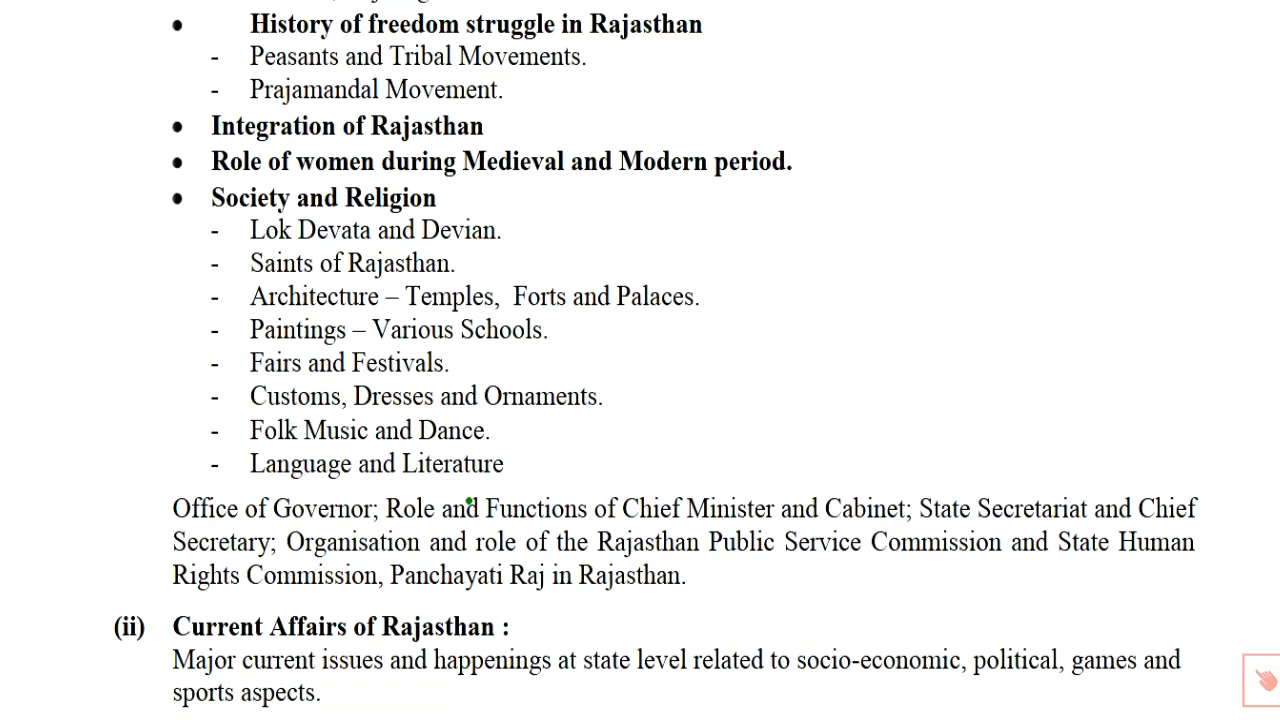 • History of freedom struggle in Rajasthan
- Peasants and Tribal Movements.
- Prajamandal Movement.
• Integration of Rajasthan
• Role of women during Medieval and Modern period.
• Society and Religion
- Lok Devata and Devian.
- Saints of Rajasthan.
- Architecture – Temples, Forts and Palaces.
- Paintings – Various Schools.
- Fairs and Festivals.
- Customs, Dresses and Ornaments.
- Folk Music and Dance.
- Language and Literature
Office of Governor; Role and Functions of Chief Minister and Cabinet; State Secretariat and Chief
Secretary; Organisation and role of the Rajasthan Public Service Commission and State Human
Rights Commission, Panchayati Raj in Rajasthan.
(ii) Current Affairs of Rajasthan :
Major current issues and happenings at state level related to socio-economic, political, games and
sports aspects.